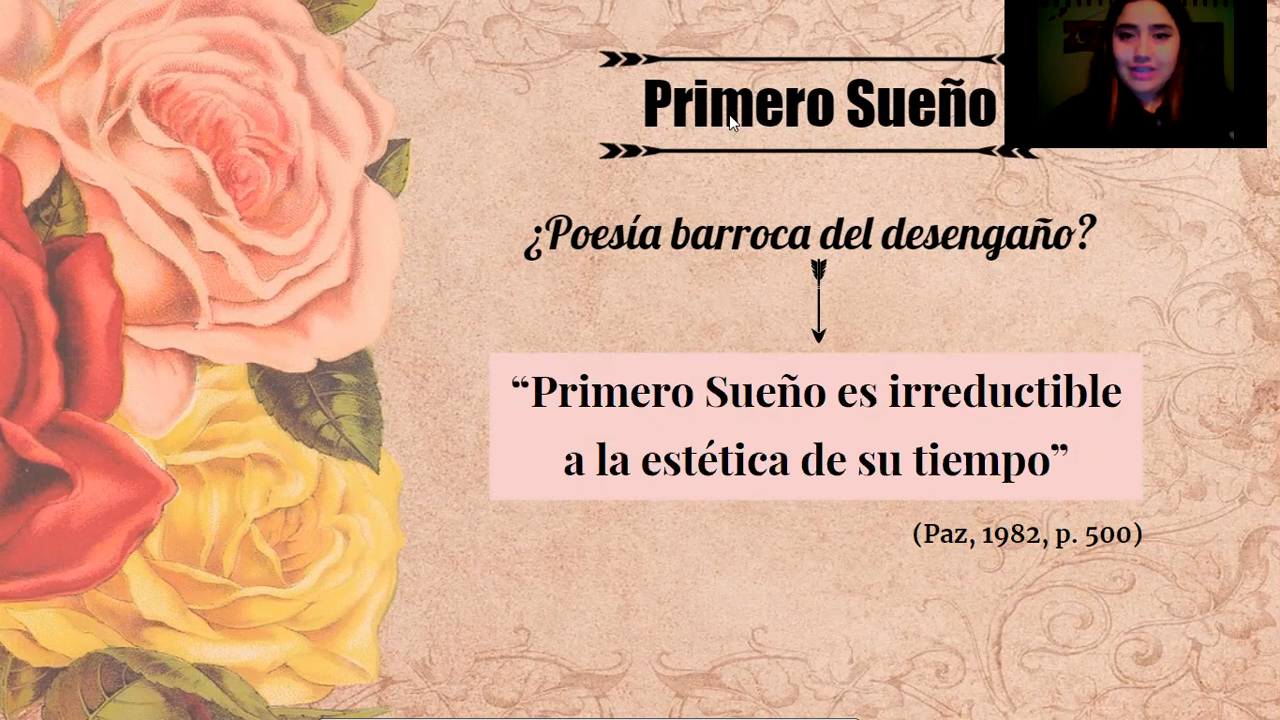 Primero Sueño
¿Poesía barroca del desengaño?
“Primero Sueño es irreductible
a la estética de su tiempo”
(Paz, 1982, p. 500)